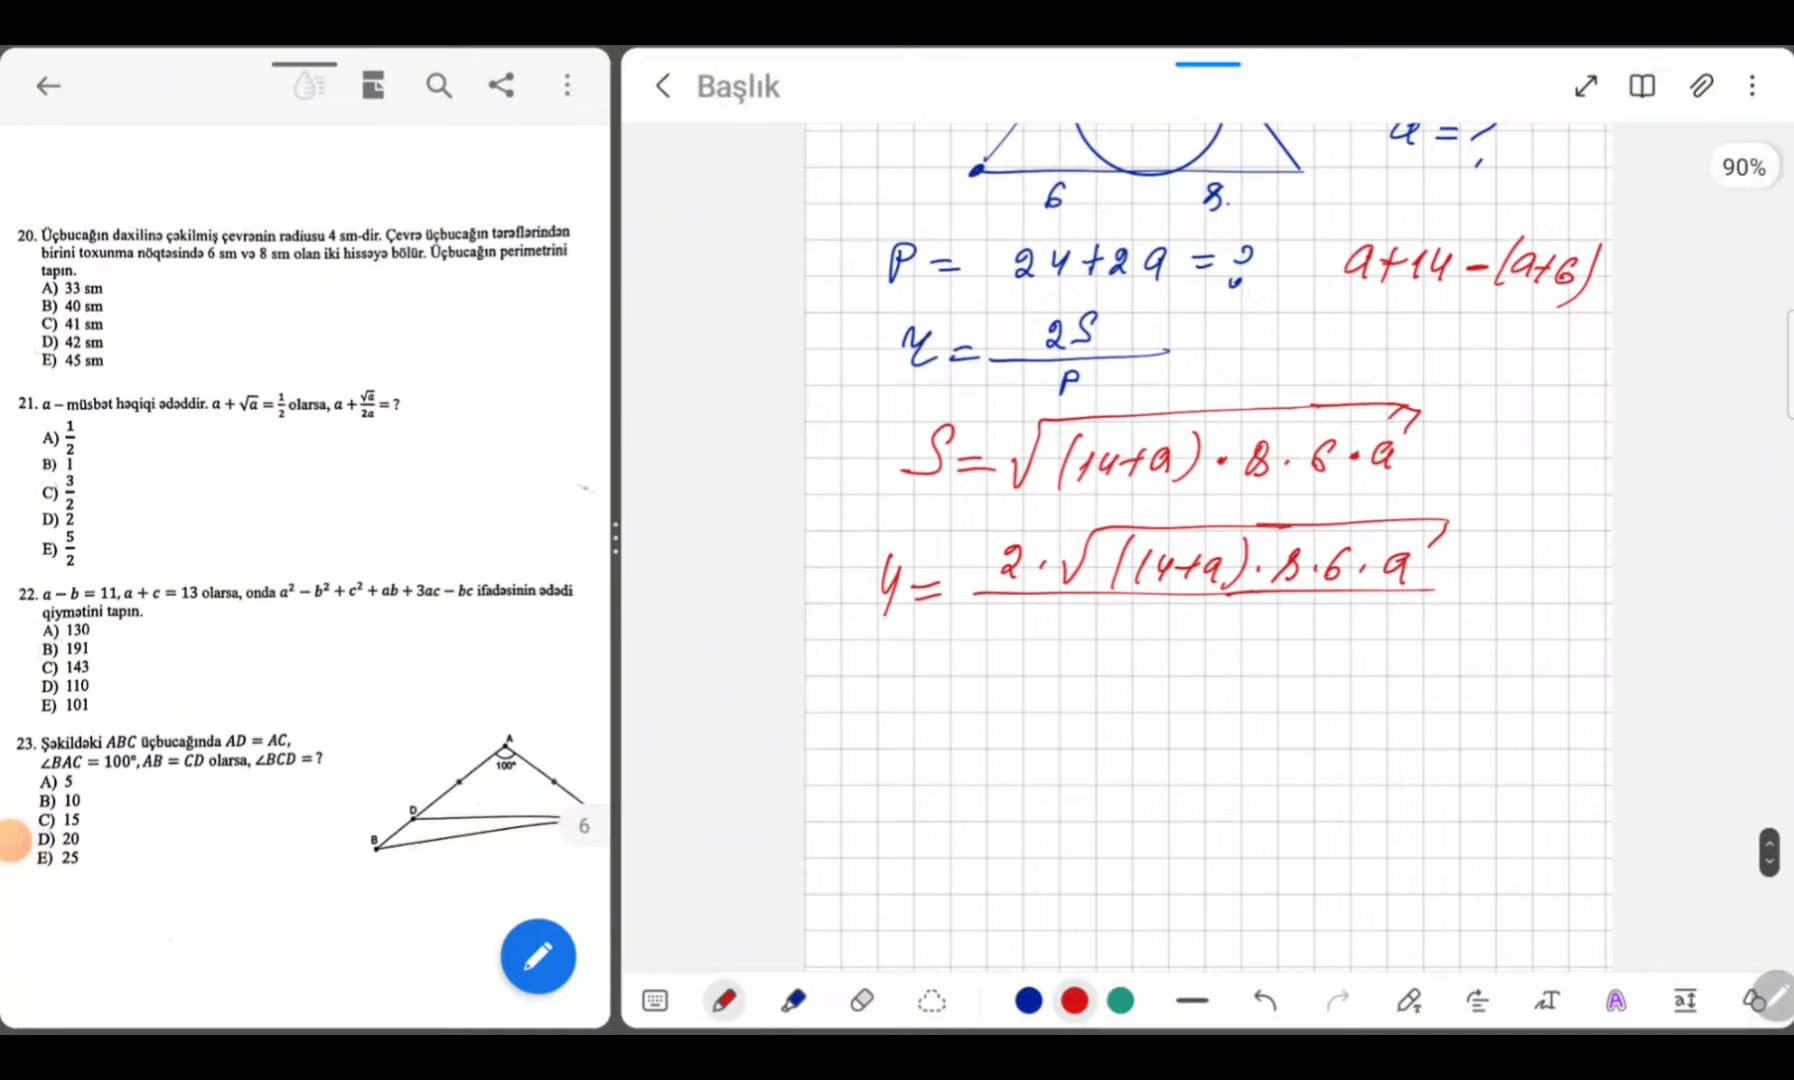 20. Üçbucağın daxilinə çəkilmiş çevrənin radiusu 4 sm-dir. Çevrə üçbucağın tərəflərindən
birini toxunma nöqtəsində 6 sm və 8 sm olan iki hissəyə bölür. Üçbucağın perimetrini
tapın.
A) 33 sm
B) 40 sm
C) 41 sm
D) 42 sm
E) 45 sm
21. a – müsbət həqiqi ədəddir. a + √a = 1/2 olarsa, a + √a/2a = ?
A) 1/2
B) 1
C) 3/2
D) 2
E) 5/2
22. a − b = 11, a + c = 13 olarsa, onda a² − b² + c² + ab + 3ac − bc ifadəsinin ədədi
qiymətini tapın.
A) 130
B) 191
C) 143
D) 110
E) 101
23. Şəkildəki ABC üçbucağında AD = AC,
∠BAC = 100°, AB = CD olarsa, ∠BCD = ?
A) 5
B) 10
C) 15
D) 20
E) 25
A
100°
D
B
6
Başlık
90%
a = ?
6 8.
P = 24+2a = ? a+14-(a+6)
r = 2S/P
S = √(14+a)·8·6·a
4 = 2·√(14+a)·8·6·a